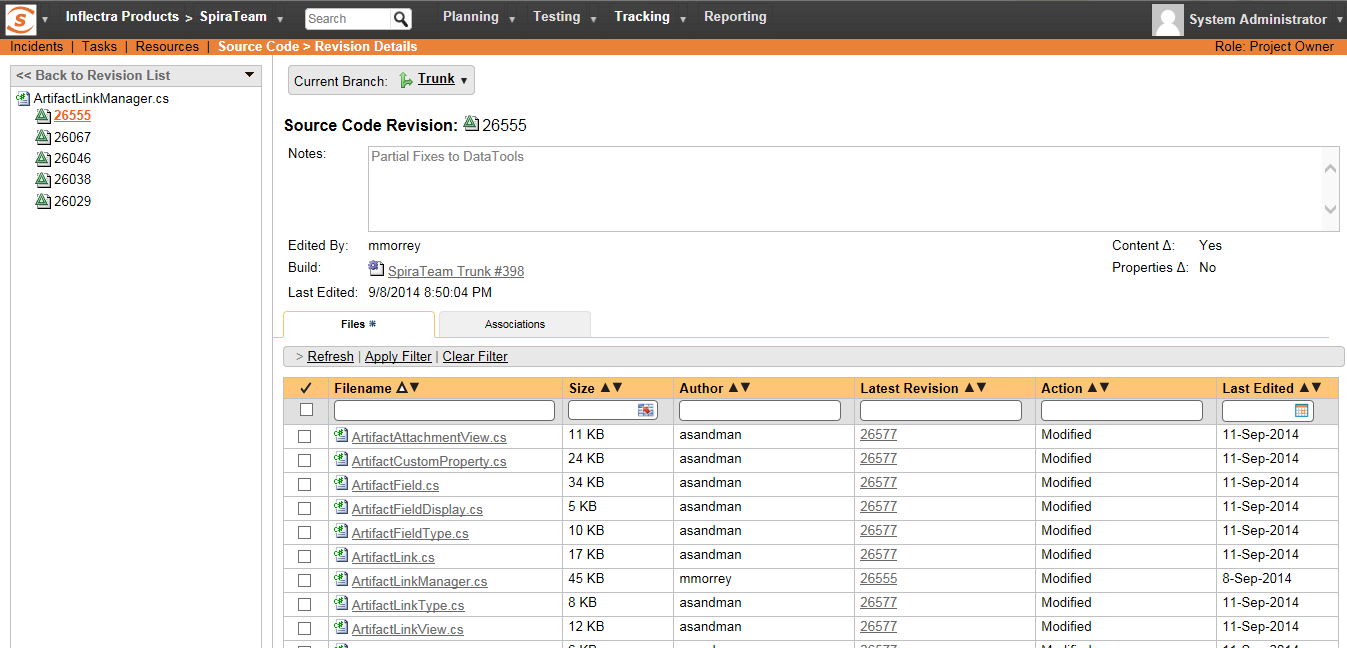 Inflectra Products > SpiraTeam Search Planning Testing Tracking Reporting System Administrator
Incidents | Tasks | Resources | Source Code > Revision Details Role: Project Owner
<< Back to Revision List
ArtifactLinkManager.cs
26555
26067
26046
26038
26029
Current Branch: Trunk
Source Code Revision: 26555
Notes: Partial Fixes to DataTools
Edited By: mmorrey Content Δ: Yes
Build: SpiraTeam Trunk #398 Properties Δ: No
Last Edited: 9/8/2014 8:50:04 PM
Files Associations
> Refresh | Apply Filter | Clear Filter
Filename Size Author Latest Revision Action Last Edited
ArtifactAttachmentView.cs 11 KB asandman 26577 Modified 11-Sep-2014
ArtifactCustomProperty.cs 24 KB asandman 26577 Modified 11-Sep-2014
ArtifactField.cs 34 KB asandman 26577 Modified 11-Sep-2014
ArtifactFieldDisplay.cs 5 KB asandman 26577 Modified 11-Sep-2014
ArtifactFieldType.cs 10 KB asandman 26577 Modified 11-Sep-2014
ArtifactLink.cs 17 KB asandman 26577 Modified 11-Sep-2014
ArtifactLinkManager.cs 45 KB mmorrey 26555 Modified 8-Sep-2014
ArtifactLinkType.cs 8 KB asandman 26577 Modified 11-Sep-2014
ArtifactLinkView.cs 12 KB asandman 26577 Modified 11-Sep-2014